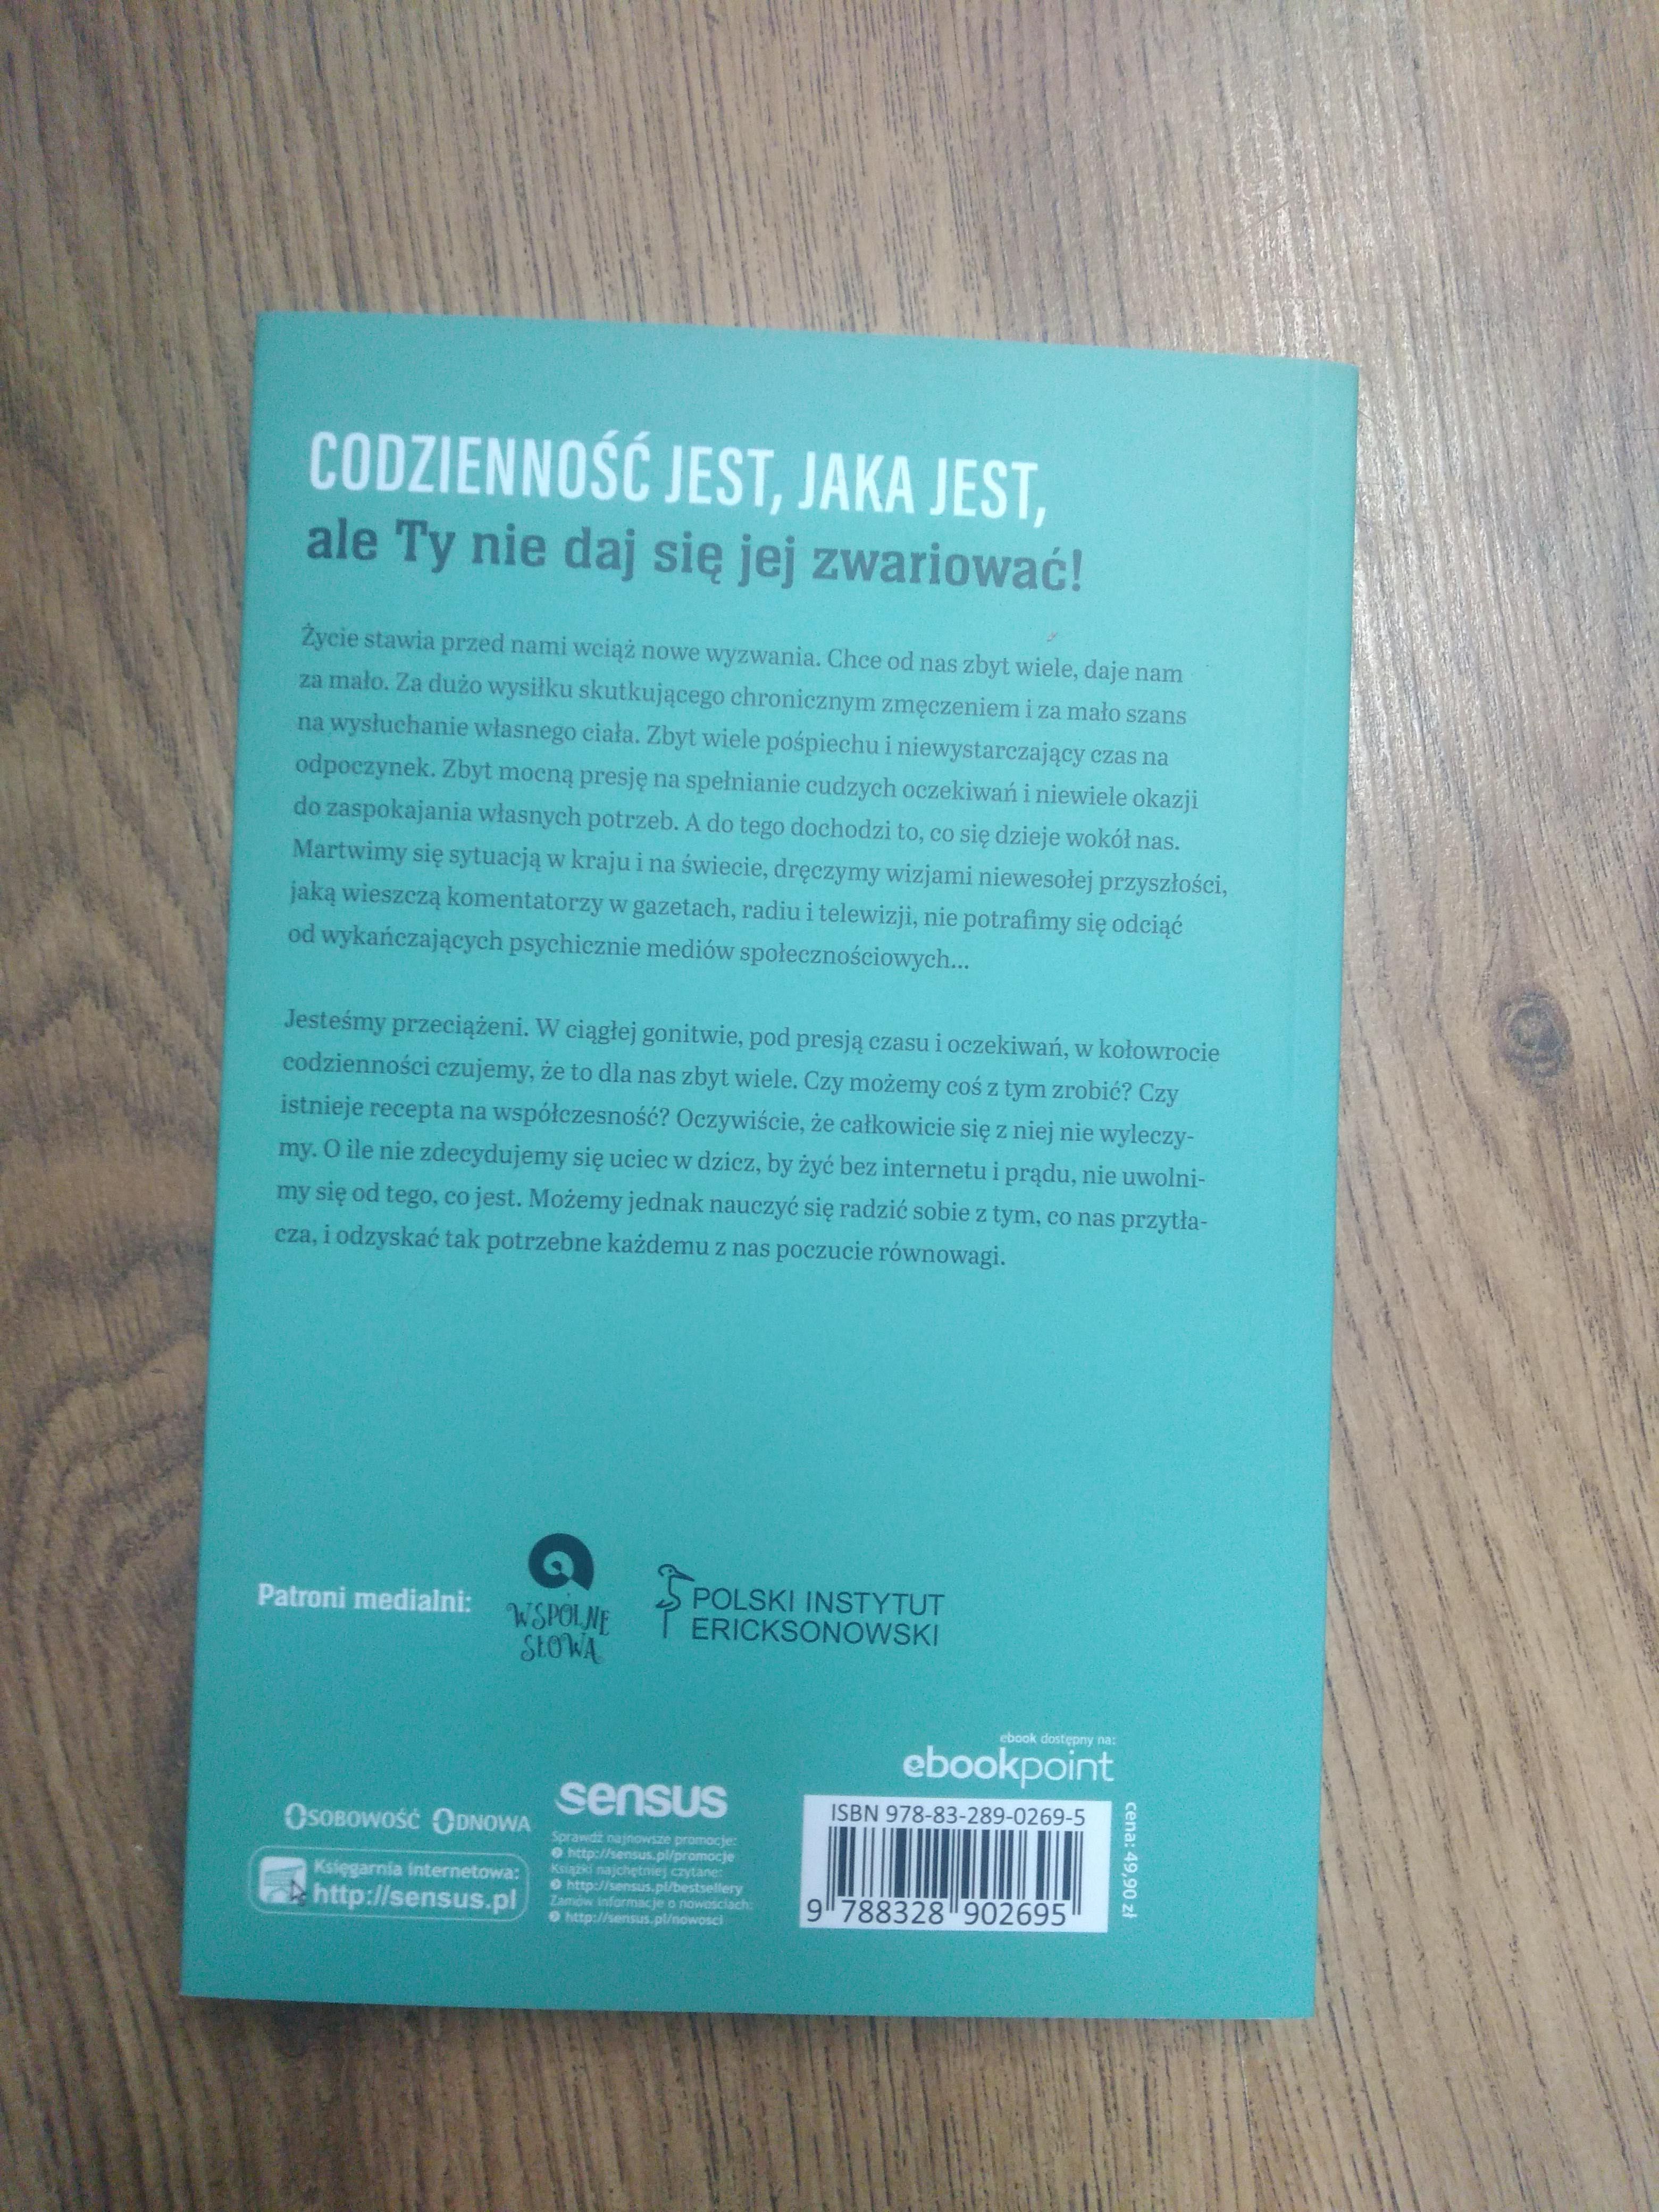 CODZIENNOŚĆ JEST, JAKA JEST,
ale Ty nie daj się jej zwariować!
Życie stawia przed nami wciąż nowe wyzwania. Chce od nas zbyt wiele, daje nam
za mało. Za dużo wysiłku skutkującego chronicznym zmęczeniem i za mało szans
na wysłuchanie własnego ciała. Zbyt wiele pośpiechu i niewystarczający czas na
odpoczynek. Zbyt mocną presję na spełnianie cudzych oczekiwań i niewiele okazji
do zaspokajania własnych potrzeb. A do tego dochodzi to, co się dzieje wokół nas.
Martwimy się sytuacją w kraju i na świecie, dręczymy wizjami niewesołej przyszłości,
jaką wieszczą komentatorzy w gazetach, radiu i telewizji, nie potrafimy się odciąć
od wykańczających psychicznie mediów społecznościowych...
Jesteśmy przeciążeni. W ciągłej gonitwie, pod presją czasu i oczekiwań, w kołowrocie
codzienności czujemy, że to dla nas zbyt wiele. Czy możemy coś z tym zrobić? Czy
istnieje recepta na współczesność? Oczywiście, że całkowicie się z niej nie wyleczy-
my. O ile nie zdecydujemy się uciec w dzicz, by żyć bez internetu i prądu, nie uwolni-
my się od tego, co jest. Możemy jednak nauczyć się radzić sobie z tym, co nas przytła-
cza, i odzyskać tak potrzebne każdemu z nas poczucie równowagi.
Patroni medialni:
WSPÓLNE
SŁOWA
POLSKI INSTYTUT
ERICKSONOWSKI
OSOBOWOŚĆ ODNOWA
Księgarnia internetowa:
http://sensus.pl
sensus
Sprawdź najnowsze promocje:
http://sensus.pl/promocje
Książki najchętniej czytane:
http://sensus.pl/bestsellery
Zamów informacje o nowościach:
http://sensus.pl/nowosci
ebook dostępny na:
ebookpoint
ISBN 978-83-289-0269-5
9 788328 902695
cena: 49,90 zł